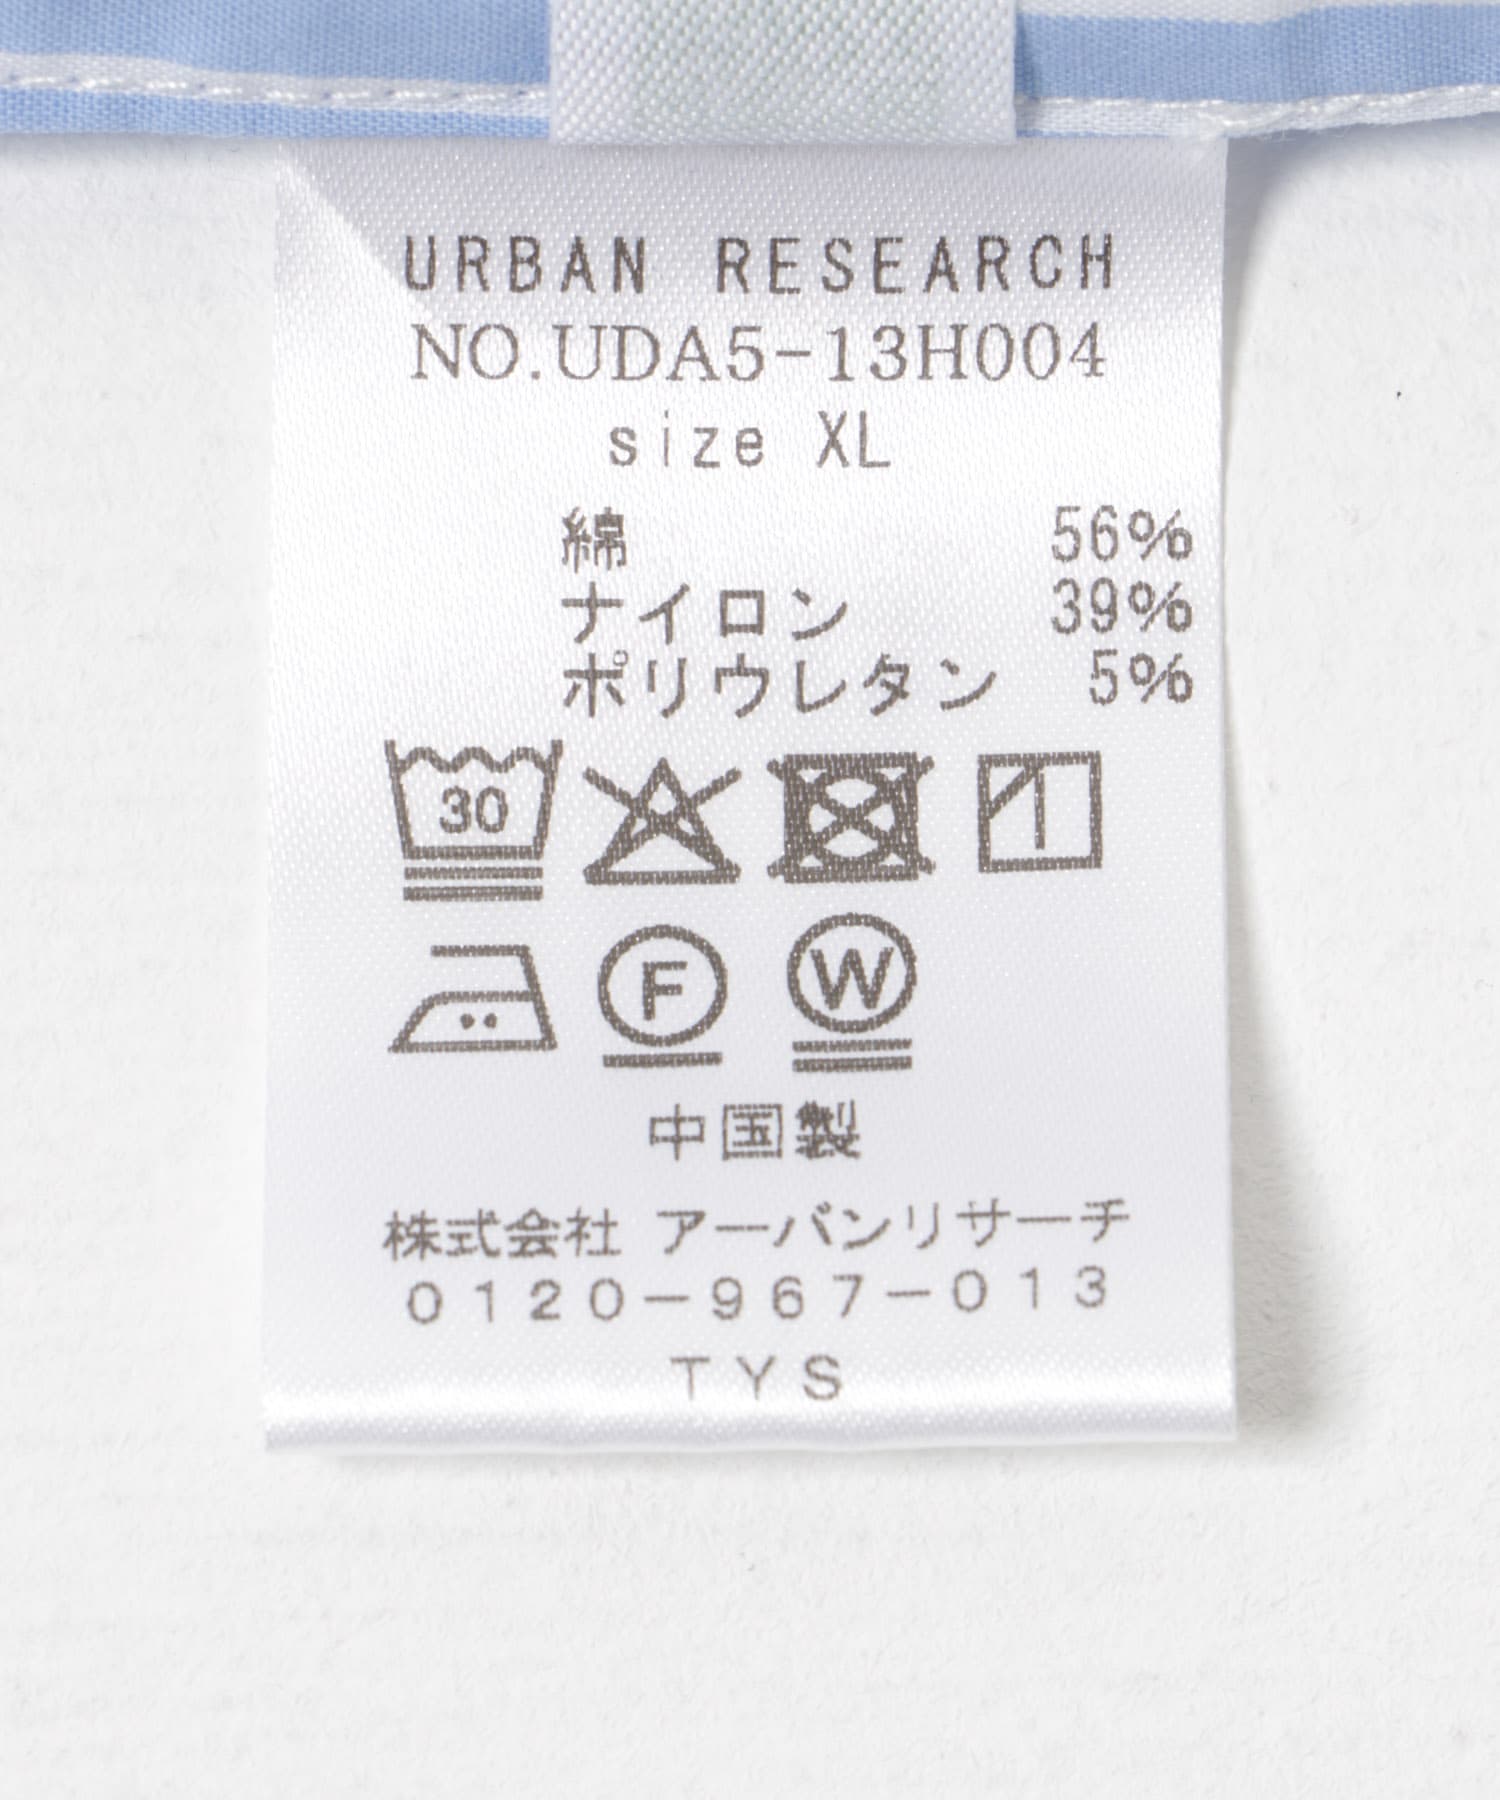 URBAN RESEARCH
NO.UDA5-13H004
size XL
綿 56%
ナイロン 39%
ポリウレタン 5%
30
F W
中国製
株式会社 アーバンリサーチ
0120-967-013
TYS